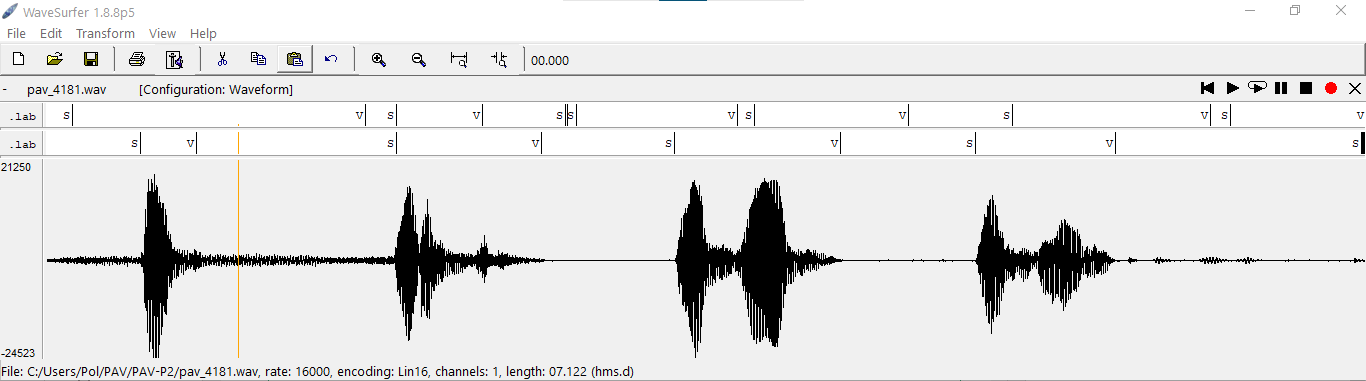 WaveSurfer 1.8.8p5
File Edit Transform View Help
00.000
- pav_4181.wav [Configuration: Waveform]
.lab s v s v s s v s v s v s v
.lab s v s v s v s v s
21250
-24523
File: C:/Users/Pol/PAV/PAV-P2/pav_4181.wav, rate: 16000, encoding: Lin16, channels: 1, length: 07.122 (hms.d)